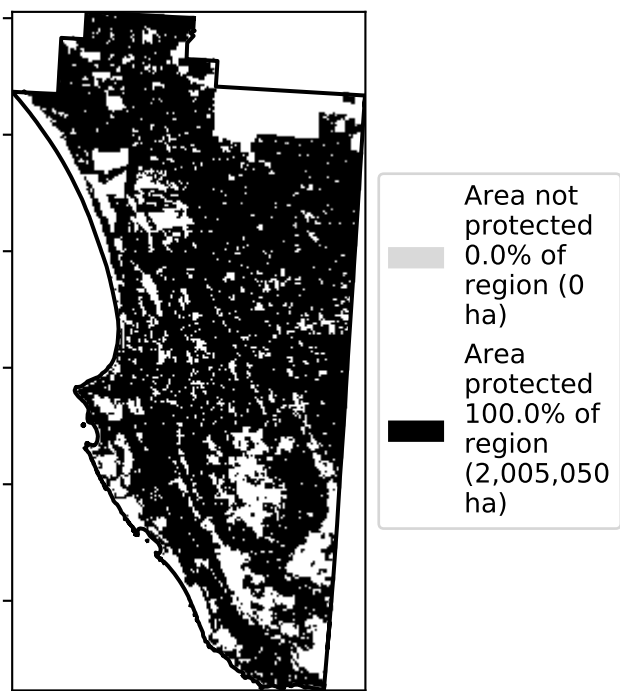 Area not
protected
0.0% of
region (0
ha)
Area
protected
100.0% of
region
(2,005,050
ha)